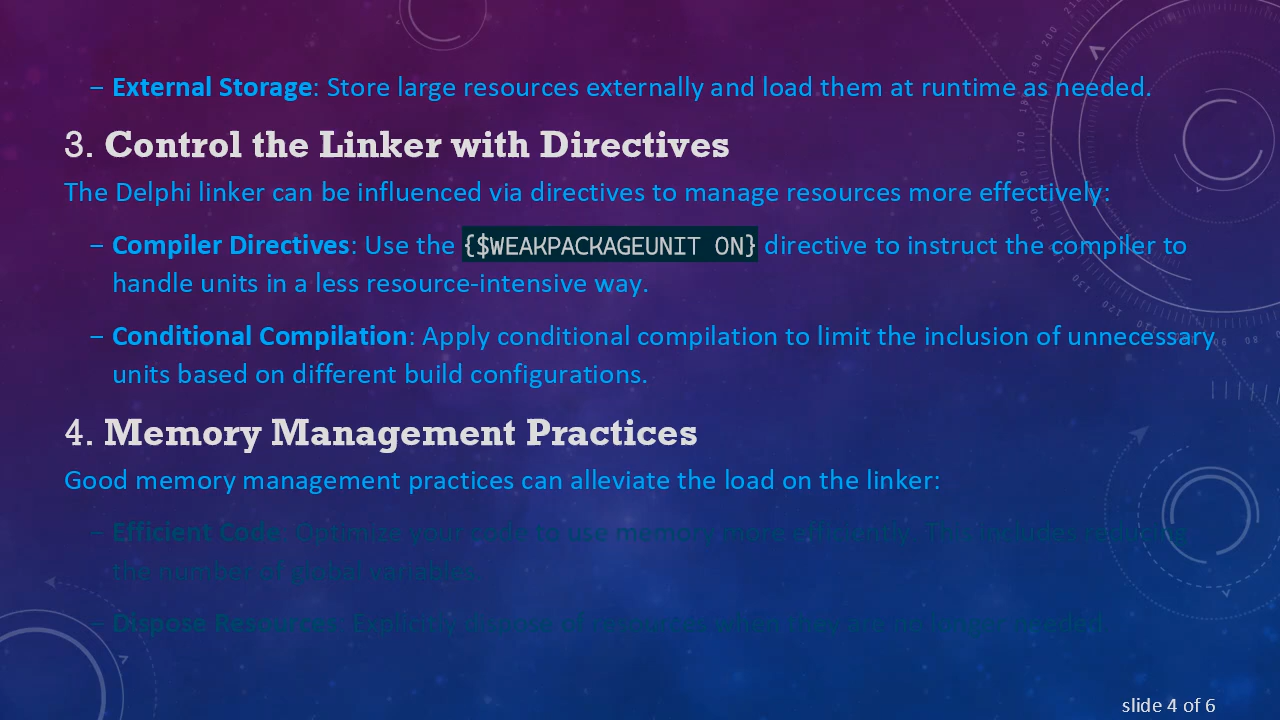 – External Storage: Store large resources externally and load them at runtime as needed.
3. Control the Linker with Directives
The Delphi linker can be influenced via directives to manage resources more effectively:
– Compiler Directives: Use the {$WEAKPACKAGEUNIT ON} directive to instruct the compiler to
handle units in a less resource-intensive way.
– Conditional Compilation: Apply conditional compilation to limit the inclusion of unnecessary
units based on different build configurations.
4. Memory Management Practices
Good memory management practices can alleviate the load on the linker:
– Efficient Code: Optimize your code to use memory more efficiently. This includes reducing
the number of global variables.
– Dispose Resources: Explicitly dispose of resources when they are no longer needed.
slide 4 of 6